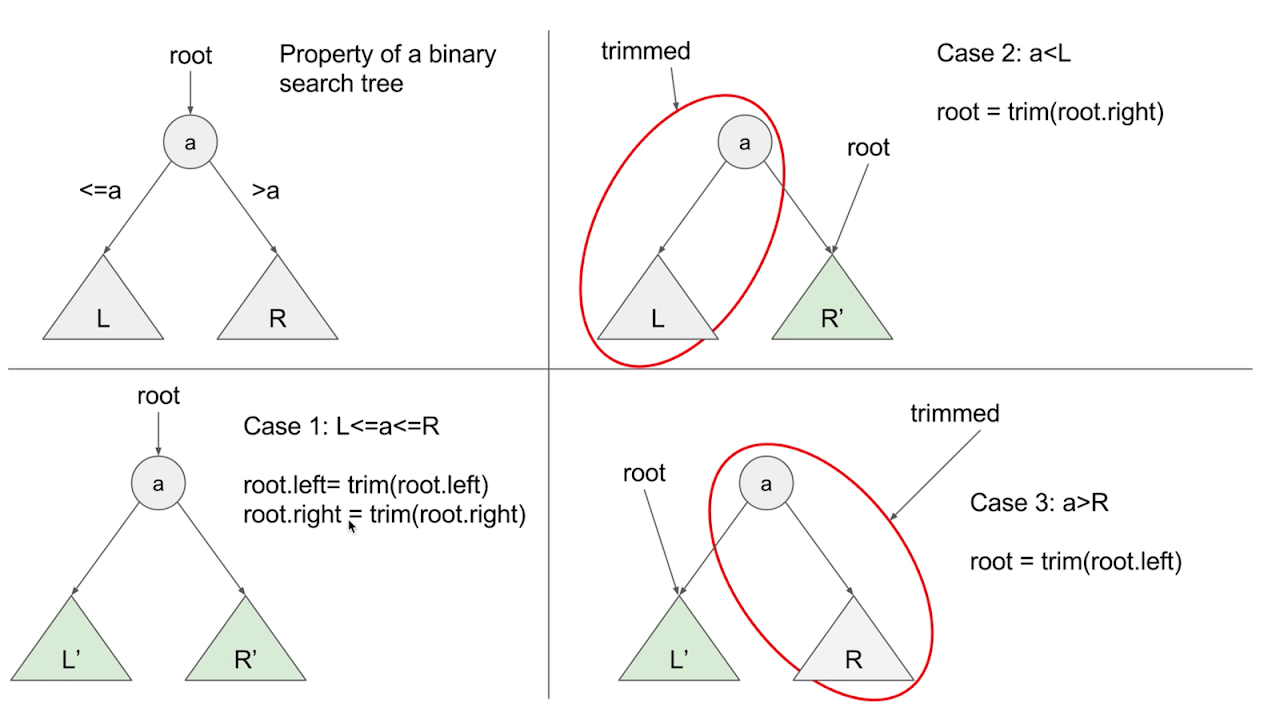 root
Property of a binary
search tree
a
<=a
>a
L
R
trimmed
Case 2: a<L
root = trim(root.right)
a
root
L
R’
root
Case 1: L<=a<=R
a
root.left= trim(root.left)
root.right = trim(root.right)
L’
R’
trimmed
root
a
Case 3: a>R
root = trim(root.left)
L’
R